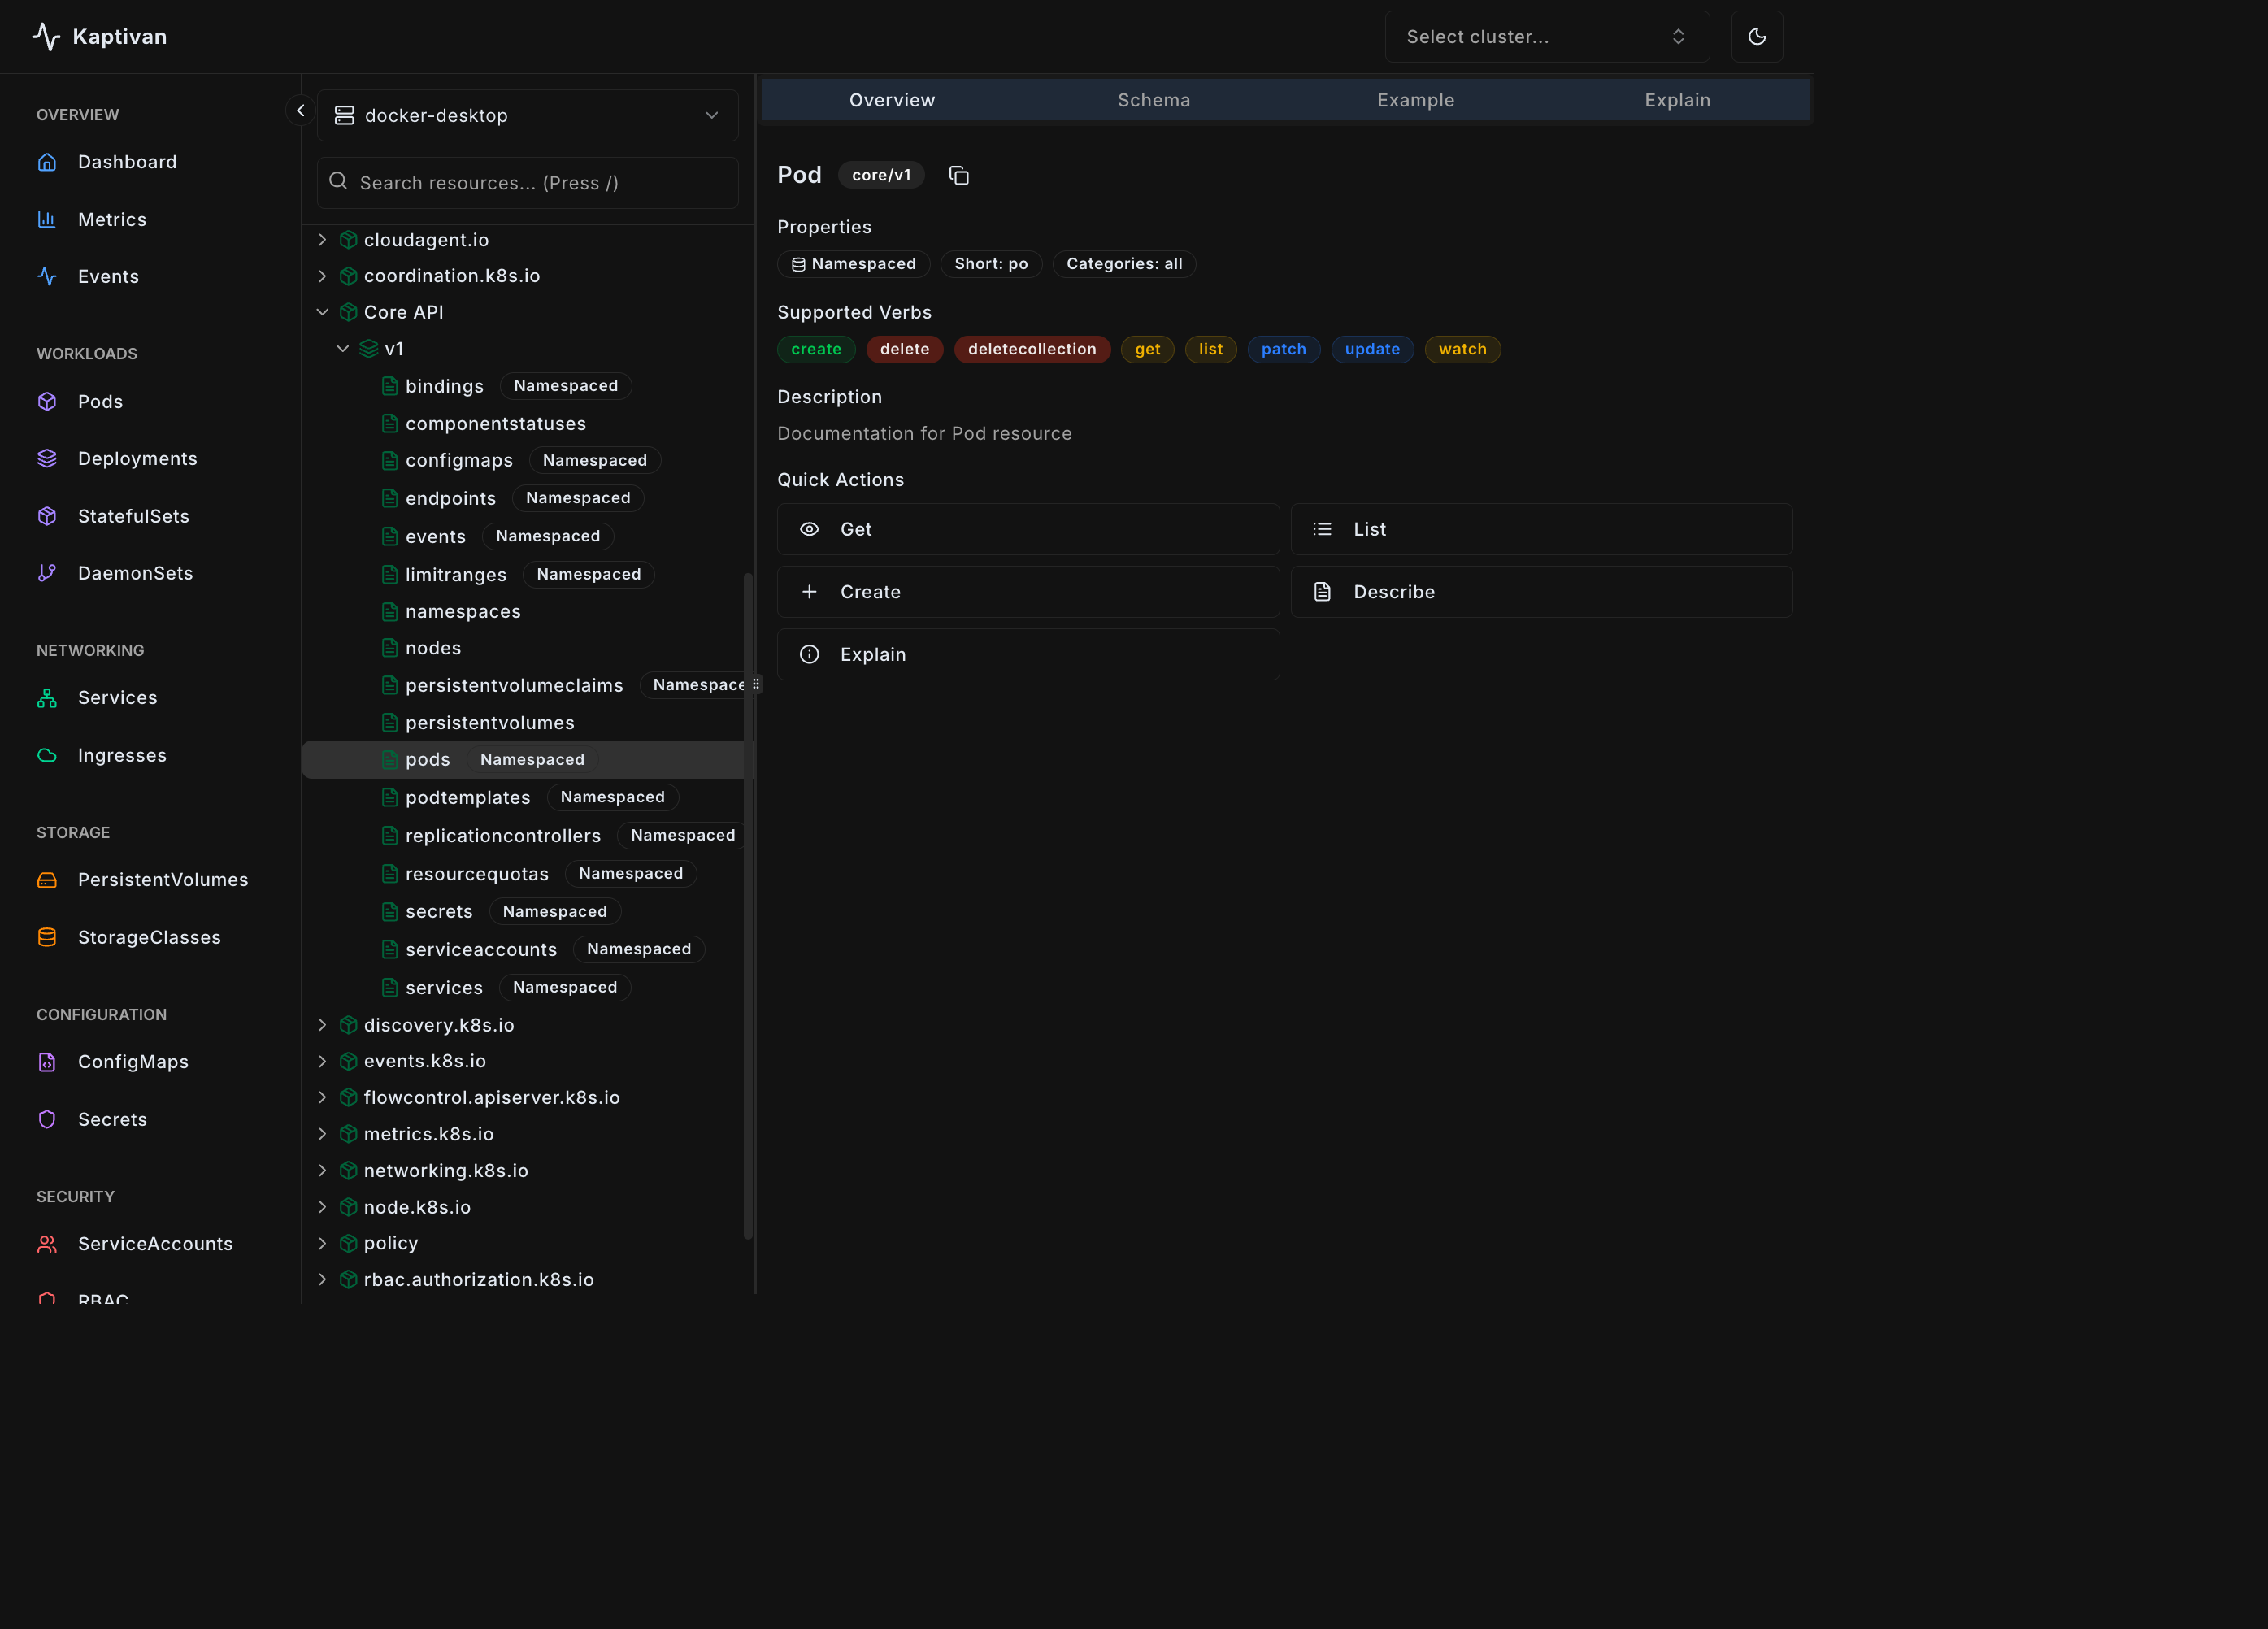 Kaptivan
Select cluster...
OVERVIEW
Dashboard
Metrics
Events
WORKLOADS
Pods
Deployments
StatefulSets
DaemonSets
NETWORKING
Services
Ingresses
STORAGE
PersistentVolumes
StorageClasses
CONFIGURATION
ConfigMaps
Secrets
SECURITY
ServiceAccounts
RBAC
docker-desktop
Search resources... (Press /)
cloudagent.io
coordination.k8s.io
Core API
v1
bindings Namespaced
componentstatuses
configmaps Namespaced
endpoints Namespaced
events Namespaced
limitranges Namespaced
namespaces
nodes
persistentvolumeclaims Namespace
persistentvolumes
pods Namespaced
podtemplates Namespaced
replicationcontrollers Namespaced
resourcequotas Namespaced
secrets Namespaced
serviceaccounts Namespaced
services Namespaced
discovery.k8s.io
events.k8s.io
flowcontrol.apiserver.k8s.io
metrics.k8s.io
networking.k8s.io
node.k8s.io
policy
rbac.authorization.k8s.io
Overview Schema Example Explain
Pod core/v1
Properties
Namespaced Short: po Categories: all
Supported Verbs
create delete deletecollection get list patch update watch
Description
Documentation for Pod resource
Quick Actions
Get List
Create Describe
Explain